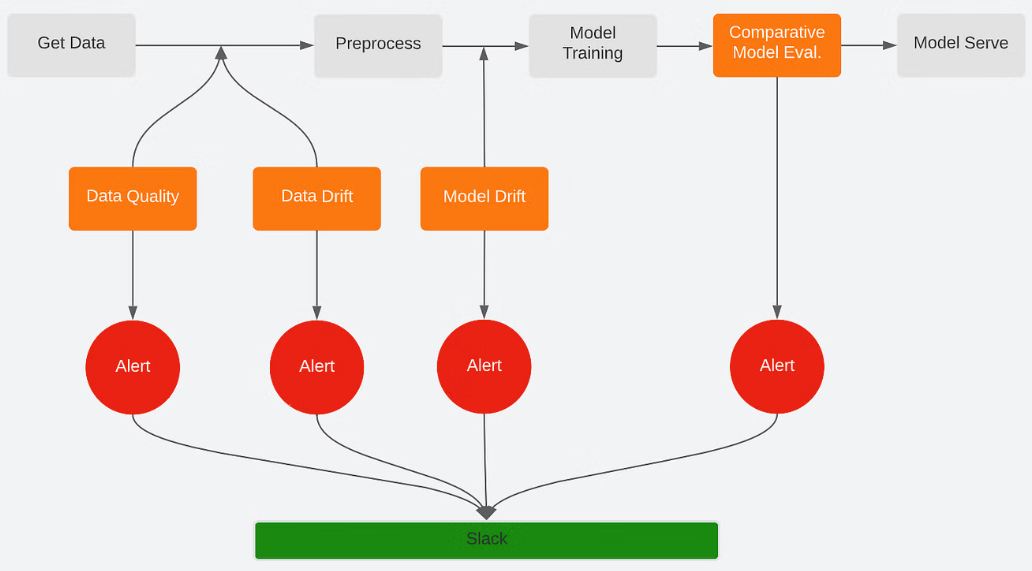 Get Data
Preprocess
Model
Training
Comparative
Model Eval.
Model Serve
Data Quality
Data Drift
Model Drift
Alert
Alert
Alert
Alert
Slack